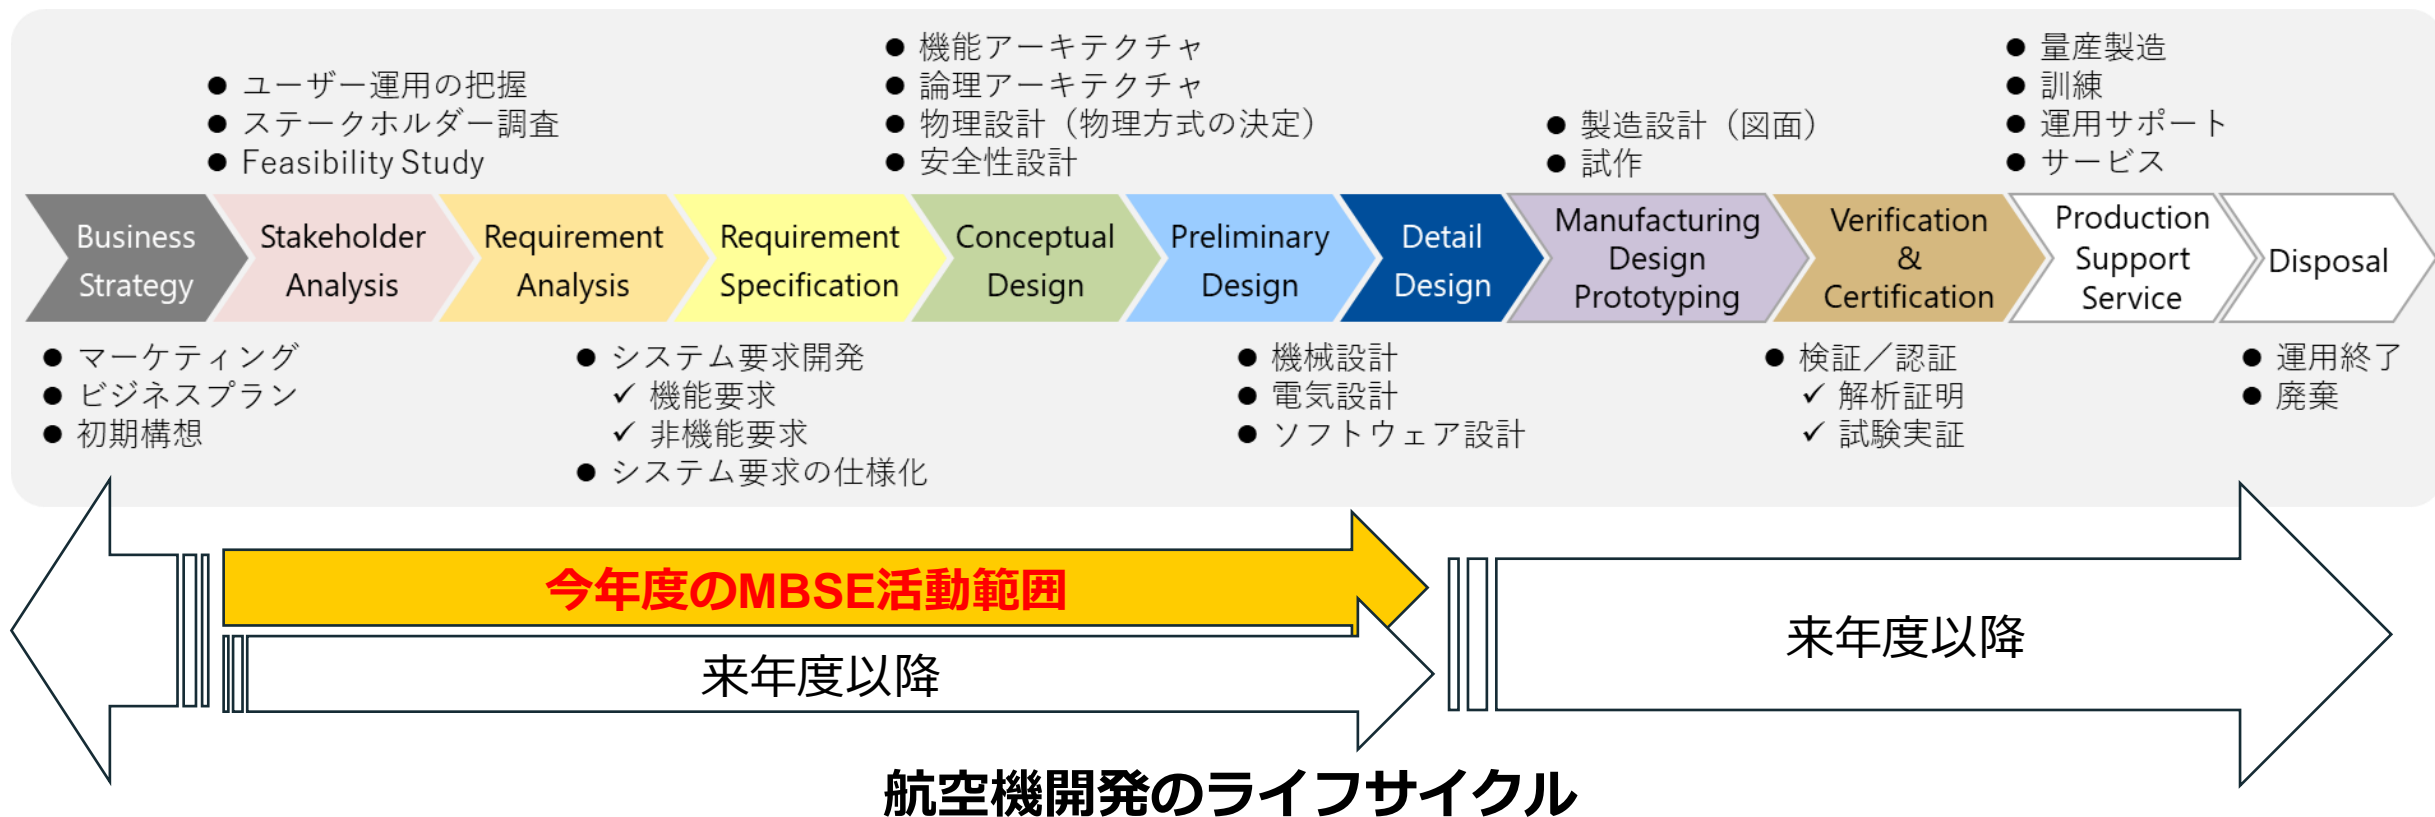 ユーザー運用の把握
ステークホルダー調査
Feasibility Study
機能アーキテクチャ
論理アーキテクチャ
物理設計（物理方式の決定）
安全性設計
製造設計（図面）
試作
量産製造
訓練
運用サポート
サービス
Business
Strategy
Stakeholder
Analysis
Requirement
Analysis
Requirement
Specification
Conceptual
Design
Preliminary
Design
Detail
Design
Manufacturing
Design
Prototyping
Verification
&
Certification
Production
Support
Service
Disposal
マーケティング
ビジネスプラン
初期構想
システム要求開発
機能要求
非機能要求
システム要求の仕様化
機械設計
電気設計
ソフトウェア設計
検証／認証
解析証明
試験実証
運用終了
廃棄
今年度のMBSE活動範囲
来年度以降
来年度以降
航空機開発のライフサイクル